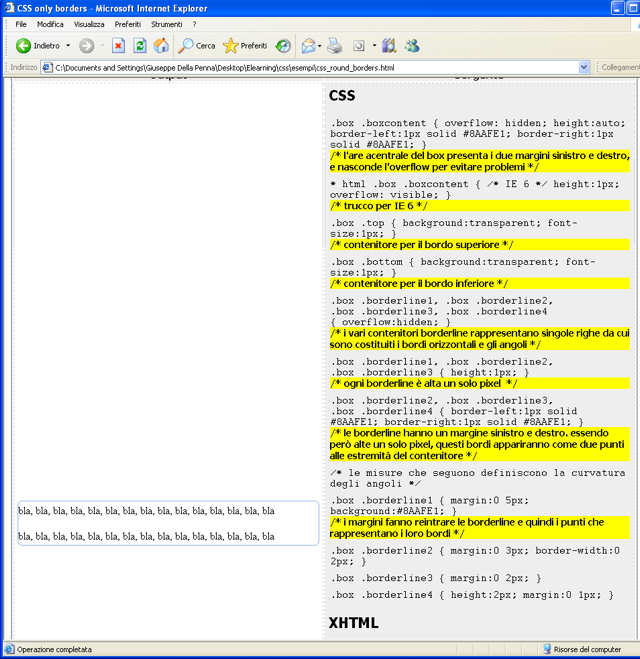 CSS only borders - Microsoft Internet Explorer
File Modifica Visualizza Preferiti Strumenti ?
Indietro Cerca Preferiti
Indirizzo C:\Documents and Settings\Giuseppe Della Penna\Desktop\Elearning\css\esempi\css_round_borders.html Collegament
CSS
.box .boxcontent { overflow: hidden; height:auto;
border-left:1px solid #8AAFE1; border-right:1px
solid #8AAFE1; }
/* l'are acentrale del box presenta i due margini sinistro e destro,
e nasconde l'overflow per evitare problemi */
* html .box .boxcontent { /* IE 6 */ height:1px;
overflow: visible; }
/* trucco per IE 6 */
.box .top { background:transparent; font-
size:1px; }
/* contenitore per il bordo superiore */
.box .bottom { background:transparent; font-
size:1px; }
/* contenitore per il bordo inferiore */
.box .borderline1, .box .borderline2,
.box .borderline3, .box .borderline4
{ overflow:hidden; }
/* i vari contenitori borderline rappresentano singole righe da cui
sono costituiti i bordi orizzontali e gli angoli */
.box .borderline1, .box .borderline2,
.box .borderline3 { height:1px; }
/* ogni borderline è alta un solo pixel */
.box .borderline2, .box .borderline3,
.box .borderline4 { border-left:1px solid
#8AAFE1; border-right:1px solid #8AAFE1; }
/* le borderline hanno un margine sinistro e destro. essendo
però alte un solo pixel, questi bordi appariranno come due punti
alle estremità del contenitore */
/* le misure che seguono definiscono la curvatura
degli angoli */
.box .borderline1 { margin:0 5px;
background:#8AAFE1; }
/* i margini fanno reintrare le borderline e quindi i punti che
rappresentano i loro bordi */
.box .borderline2 { margin:0 3px; border-width:0
2px; }
.box .borderline3 { margin:0 2px; }
.box .borderline4 { height:2px; margin:0 1px; }
XHTML
bla, bla, bla, bla, bla, bla, bla, bla, bla, bla, bla, bla, bla, bla, bla
bla, bla, bla, bla, bla, bla, bla, bla, bla, bla, bla, bla, bla, bla, bla
Operazione completata Risorse del computer